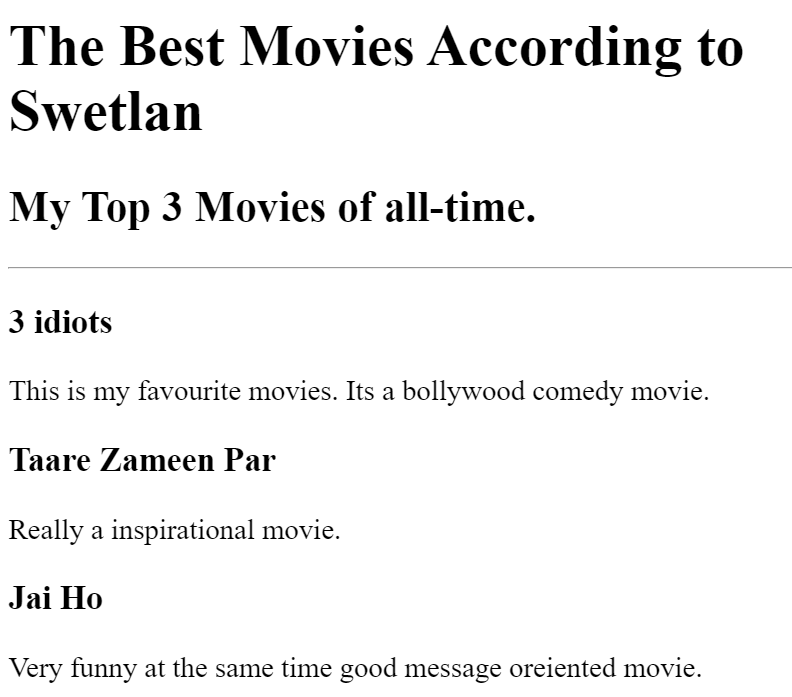 The Best Movies According to
Swetlan
My Top 3 Movies of all-time.
3 idiots
This is my favourite movies. Its a bollywood comedy movie.
Taare Zameen Par
Really a inspirational movie.
Jai Ho
Very funny at the same time good message oreiented movie.